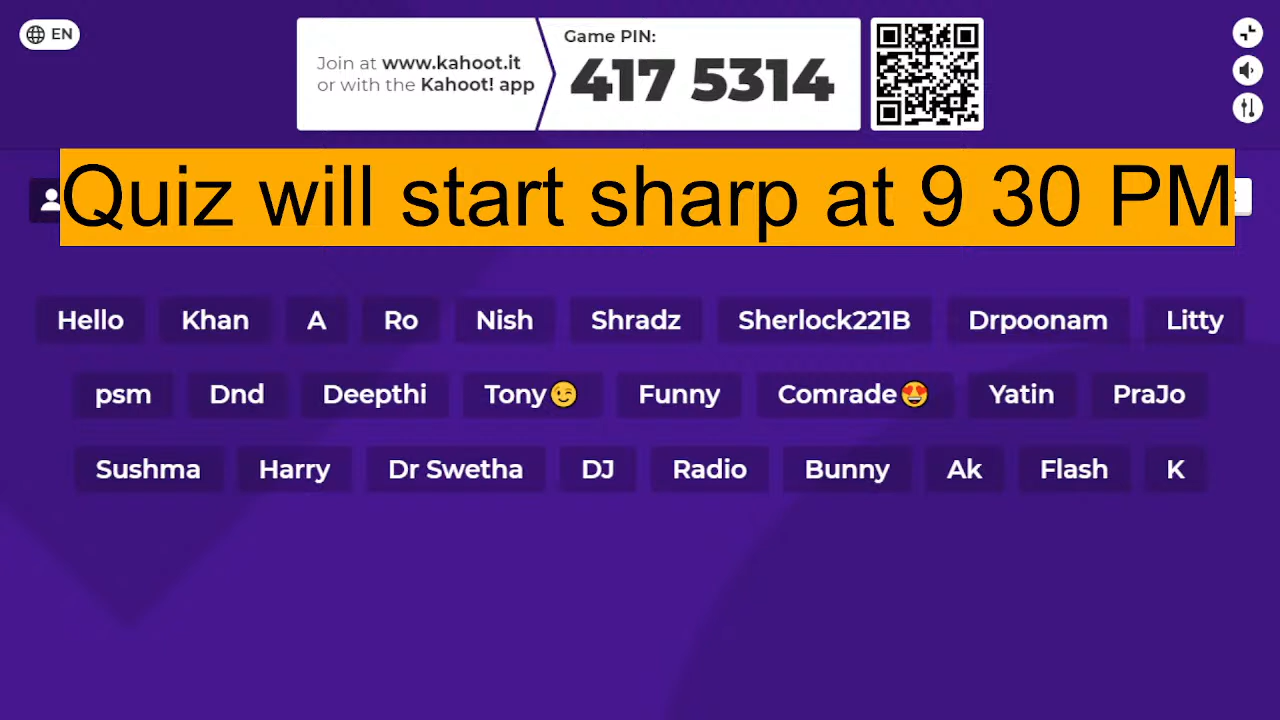 EN
Join at www.kahoot.it
or with the Kahoot! app
Game PIN:
417 5314
Quiz will start sharp at 9 30 PM
Hello Khan A Ro Nish Shradz Sherlock221B Drpoonam Litty
psm Dnd Deepthi Tony😉 Funny Comrade😍 Yatin PraJo
Sushma Harry Dr Swetha DJ Radio Bunny Ak Flash K